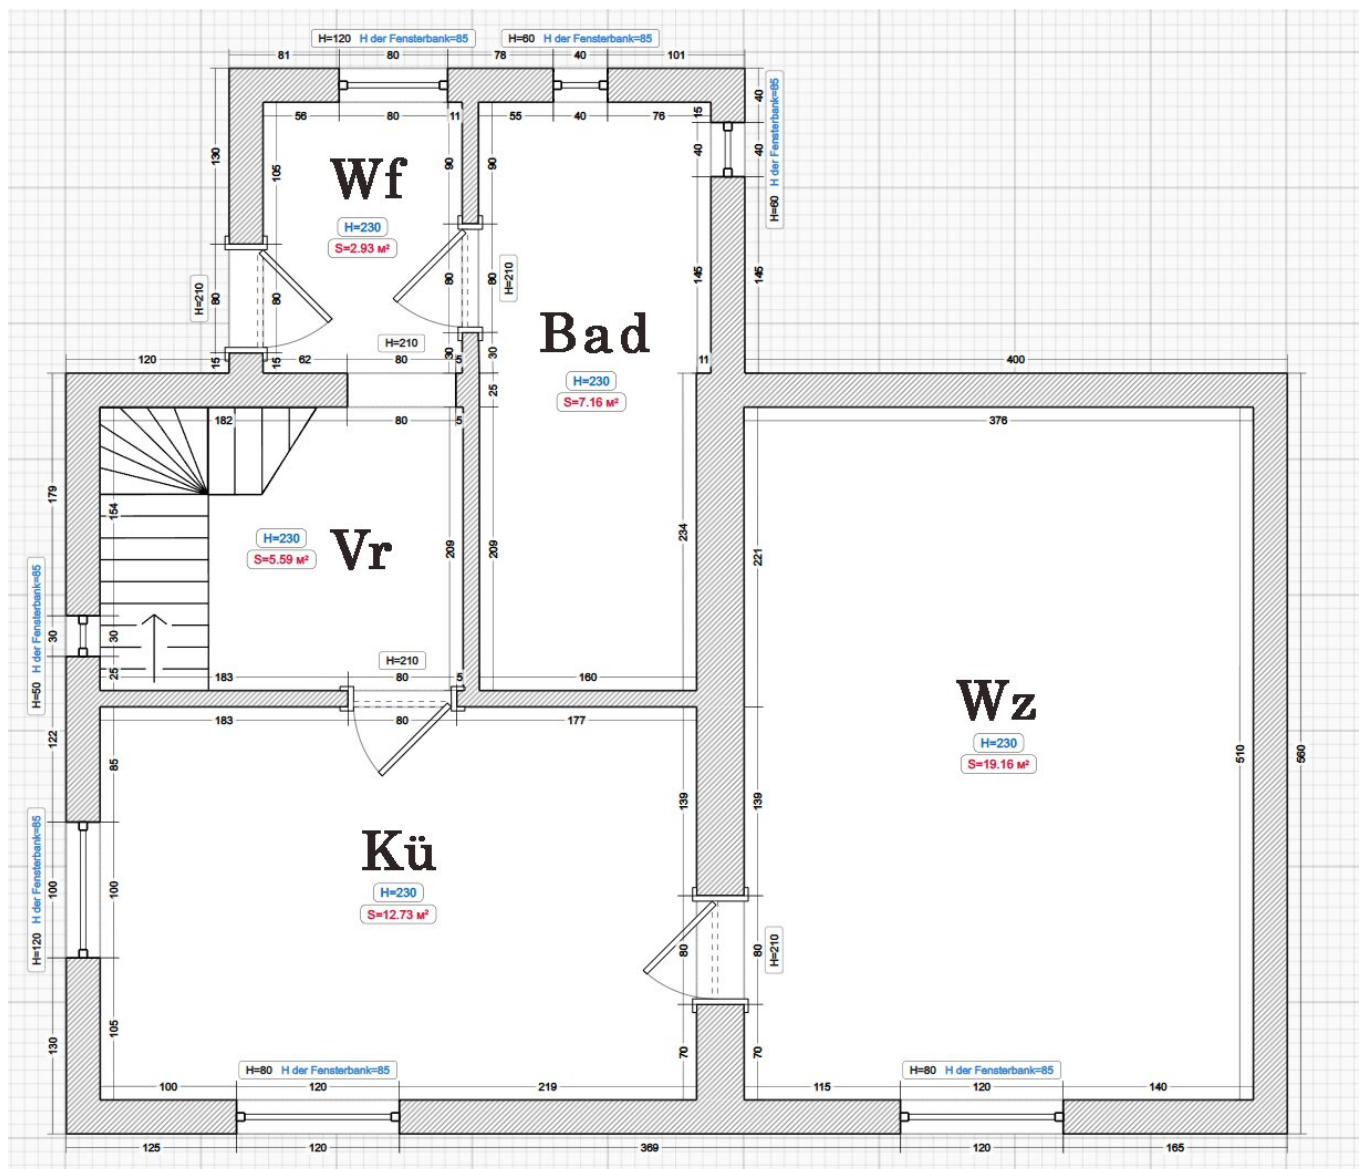 H=120 H der Fensterbank=85 H=60 H der Fensterbank=85
81 80 78 40 101
56 80 11 55 40 76
40 40 145
H=60 H der Fensterbank=85
15 40 145 11
130 80 15
105 80 15
90 80 30
90 80 30 25
Wf
H=230
S=2.93 м²
H=210
H=210
Bad
H=230
S=7.16 м²
H=210
120 62 80 5
400
182 80 5
376
179 30 122 100 130
154 30 25
209
209
234
221
Vr
H=230
S=5.59 м²
H=50 H der Fensterbank=85
H=210
183 80 5 160
183 80 177
Wz
H=230
S=19.16 м²
510
560
85 100 105
139 80 70
139 80 70
Kü
H=230
S=12.73 м²
H=120 H der Fensterbank=85
H=210
H=80 H der Fensterbank=85
H=80 H der Fensterbank=85
100 120 219 115 120 140
125 120 369 120 165